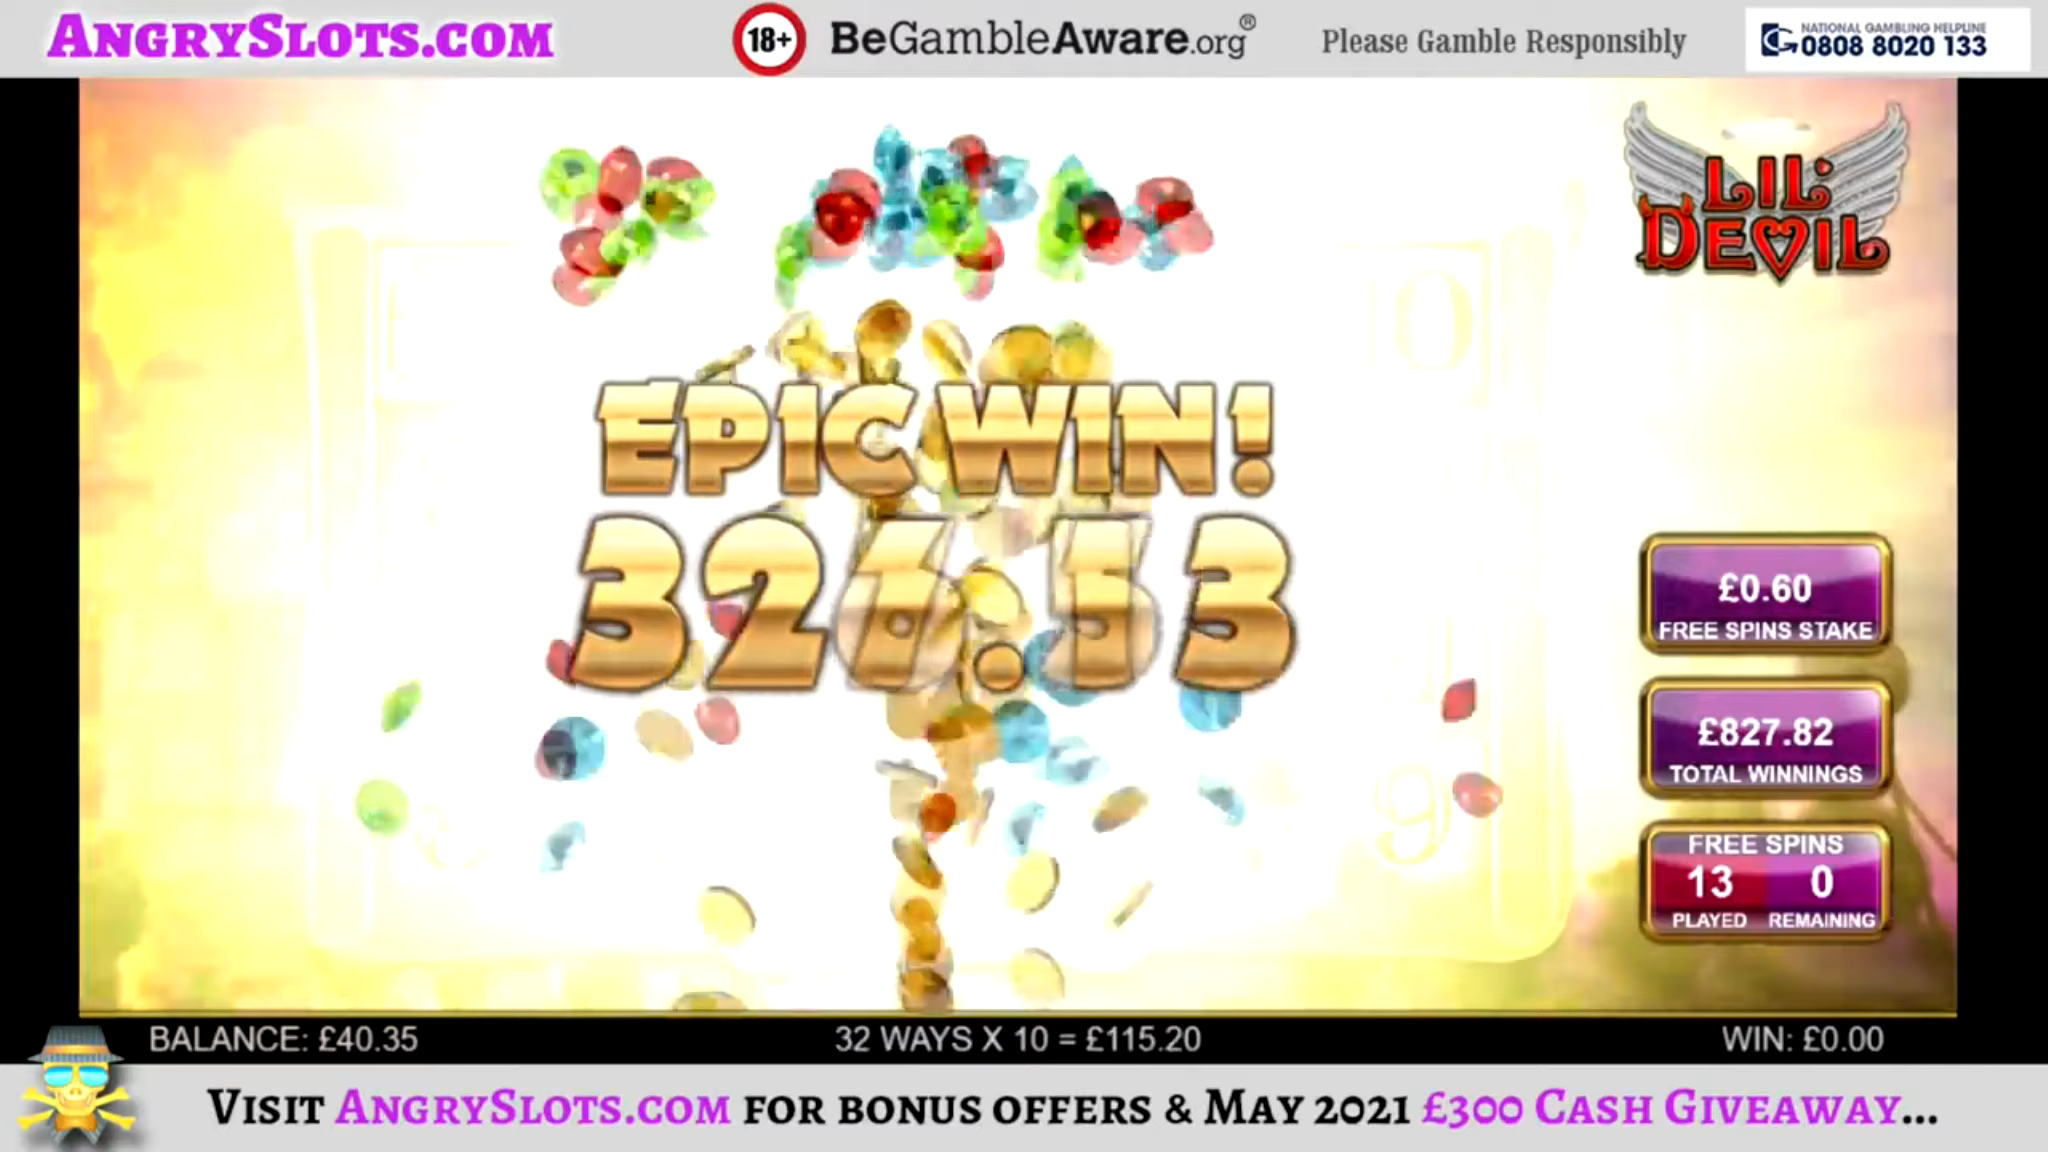 ANGRYSLOTS.COM
18+ BeGambleAware.org®
Please Gamble Responsibly
NATIONAL GAMBLING HELPLINE
0808 8020 133
LIL' DEVIL
EPIC WIN!
£0.60
FREE SPINS STAKE
£827.82
TOTAL WINNINGS
FREE SPINS
13 0
PLAYED REMAINING
BALANCE: £40.35
32 WAYS X 10 = £115.20
WIN: £0.00
VISIT ANGRYSLOTS.COM FOR BONUS OFFERS & MAY 2021 £300 CASH GIVEAWAY...